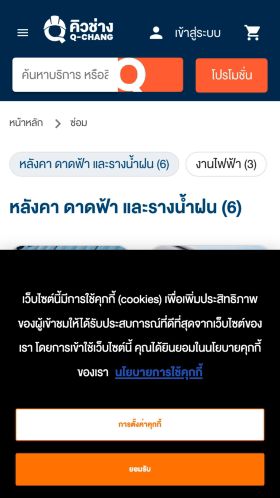 คิวช่าง
Q-CHANG
เข้าสู่ระบบ
ค้นหาบริการ หรือสิ
โปรโมชั่น
หน้าหลัก > ซ่อม
หลังคา ดาดฟ้า และรางน้ำฝน (6)
งานไฟฟ้า (3)
หลังคา ดาดฟ้า และรางน้ำฝน (6)
เว็บไซต์นี้มีการใช้คุกกี้ (cookies) เพื่อเพิ่มประสิทธิภาพ
ของผู้เข้าชมให้ได้รับประสบการณ์ที่ดีที่สุดจากเว็บไซต์ของ
เรา โดยการเข้าใช้เว็บไซต์นี้ คุณได้ยินยอมในนโยบายคุกกี้
ของเรา นโยบายการใช้คุกกี้
การตั้งค่าคุกกี้
ยอมรับ